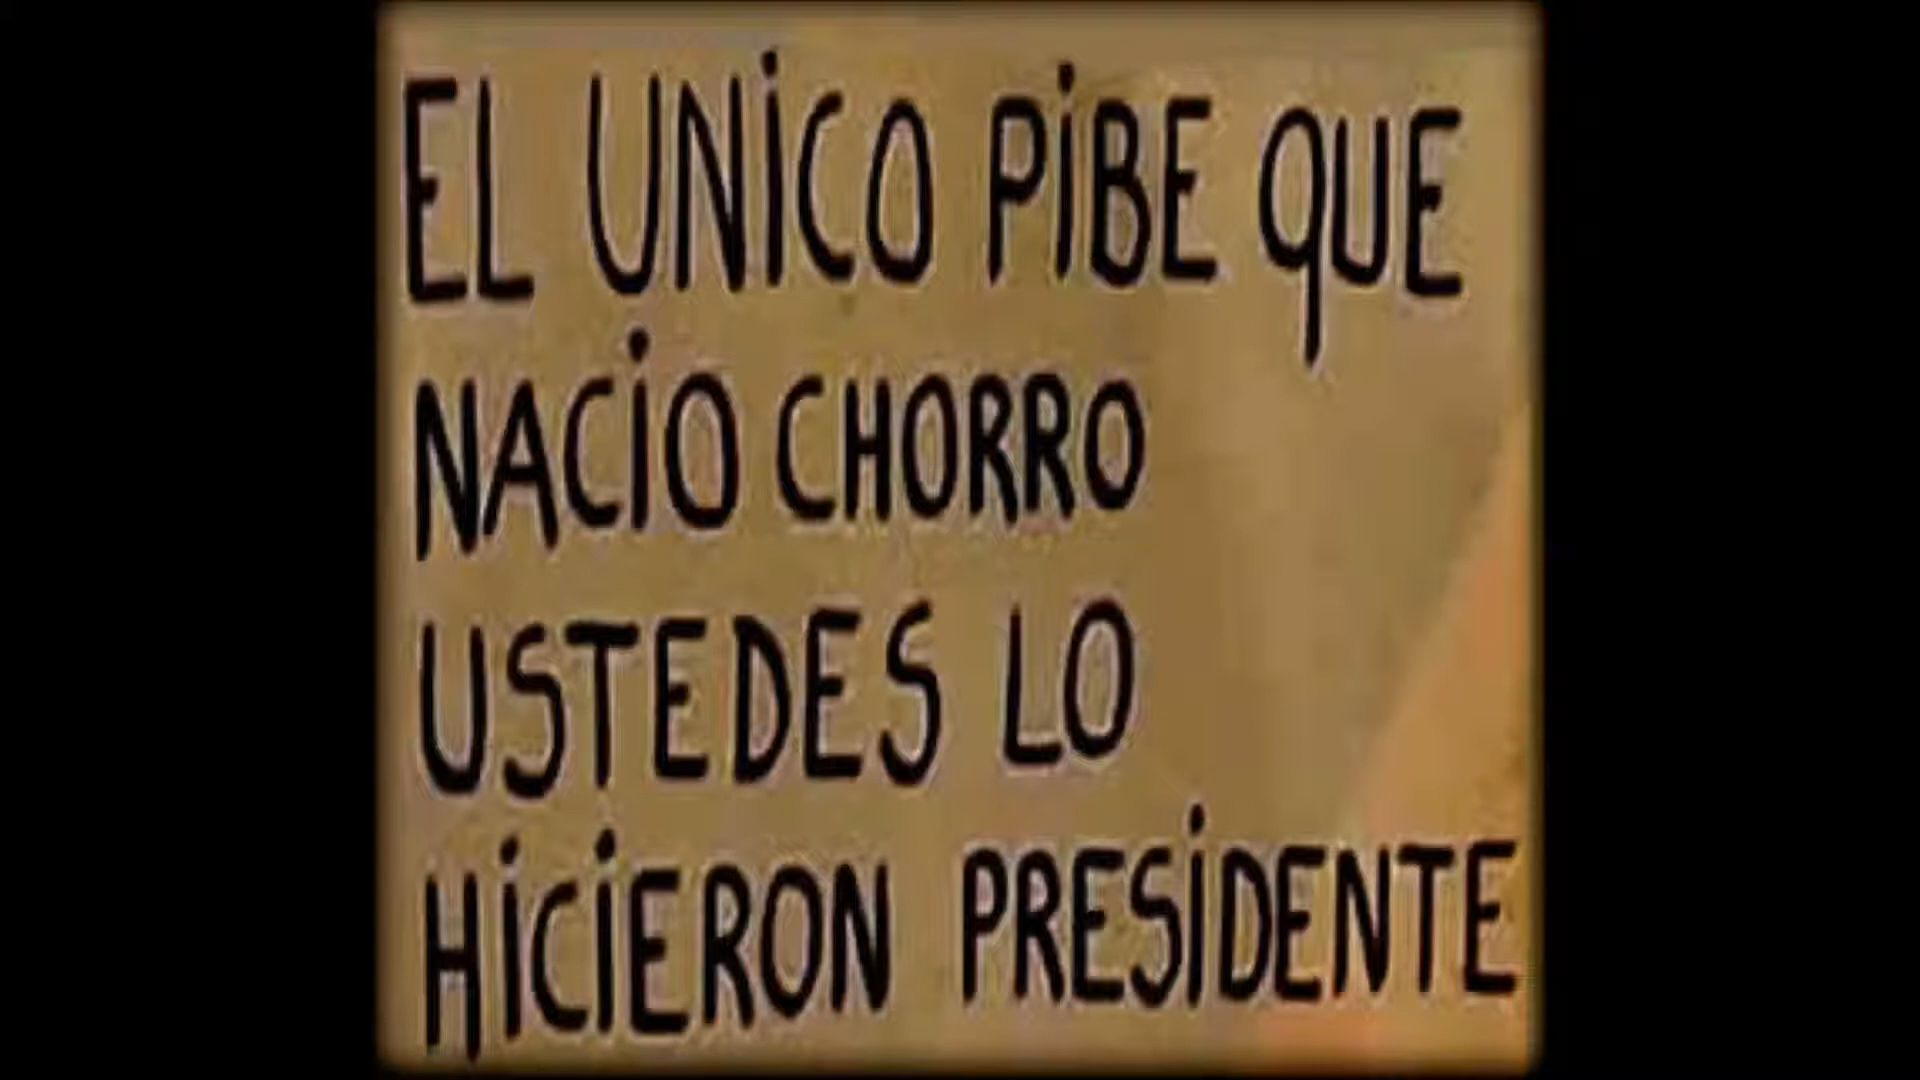 EL UNICO PIBE QUE
NACIO CHORRO
USTEDES LO
HICIERON PRESIDENTE